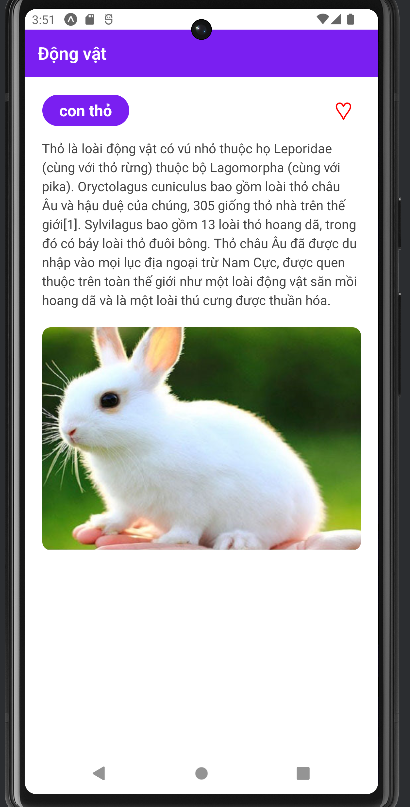 3:51
Động vật
con thỏ
Thỏ là loài động vật có vú nhỏ thuộc họ Leporidae
(cùng với thỏ rừng) thuộc bộ Lagomorpha (cùng với
pika). Oryctolagus cuniculus bao gồm loài thỏ châu
Âu và hậu duệ của chúng, 305 giống thỏ nhà trên thế
giới[1]. Sylvilagus bao gồm 13 loài thỏ hoang dã, trong
đó có bảy loài thỏ đuôi bông. Thỏ châu Âu đã được du
nhập vào mọi lục địa ngoại trừ Nam Cực, được quen
thuộc trên toàn thế giới như một loài động vật săn mồi
hoang dã và là một loài thú cưng được thuần hóa.